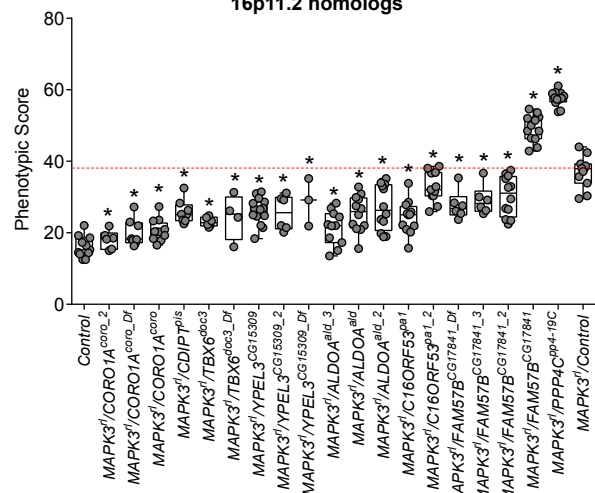 16p11.2 homologs
80
60
40
20
0
Phenotypic Score
* * * * * * * * * * * * * * * * * * *
Control
MAPK3rl/CORO1Acoro_2
MAPK3rl/CORO1Acoro_Df
MAPK3rl/CORO1Acoro
MAPK3rl/CDIPTpis
MAPK3rl/TBX6doc3
MAPK3rl/TBX6doc3_Df
MAPK3rl/YPEL3CG15309
MAPK3rl/YPEL3CG15309_2
MAPK3rl/YPEL3CG15309_Df
MAPK3rl/ALDOAald_3
MAPK3rl/ALDOAald
MAPK3rl/ALDOAald_2
MAPK3rl/C16ORF53pa1
MAPK3rl/C16ORF53pa1_2
APK3rl/FAM57BCG17841_Df
MAPK3rl/FAM57BCG17841_3
MAPK3rl/FAM57BCG17841_2
MAPK3rl/FAM57BCG17841
MAPK3rl/PPP4Cpp4-19C
MAPK3rl/Control